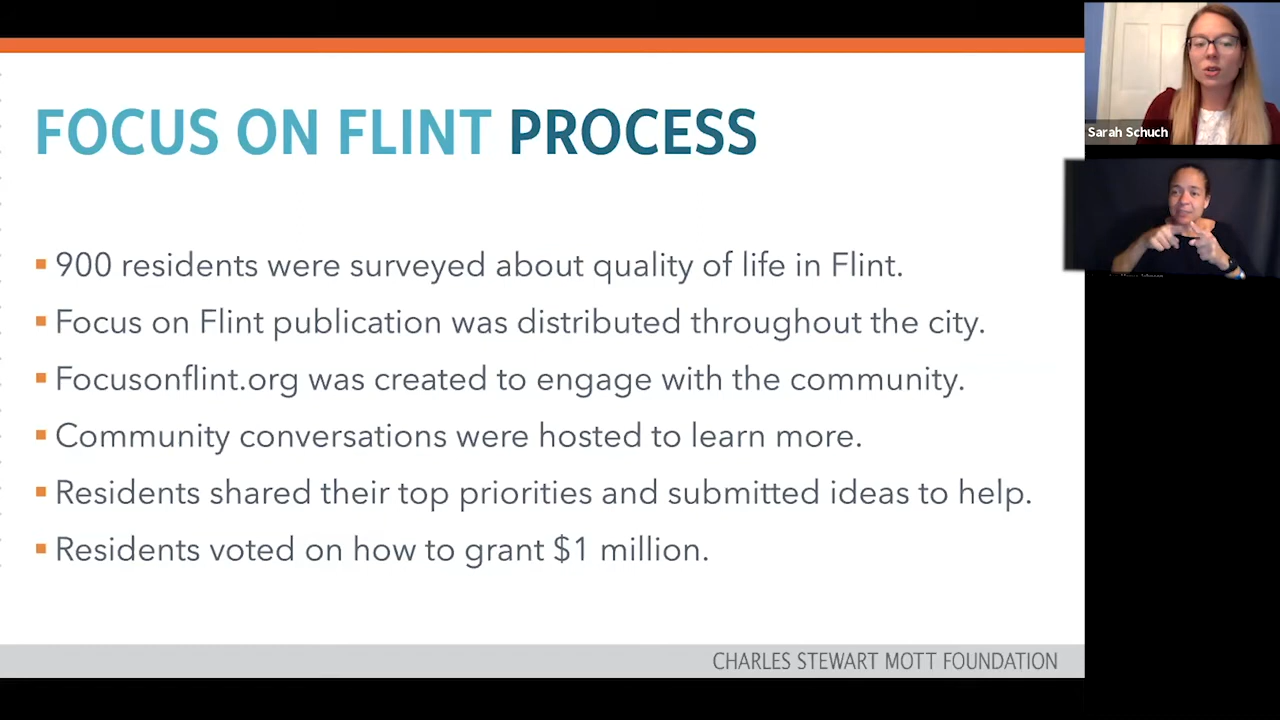 FOCUS ON FLINT PROCESS
900 residents were surveyed about quality of life in Flint.
Focus on Flint publication was distributed throughout the city.
Focusonflint.org was created to engage with the community.
Community conversations were hosted to learn more.
Residents shared their top priorities and submitted ideas to help.
Residents voted on how to grant $1 million.
CHARLES STEWART MOTT FOUNDATION
Sarah Schuch